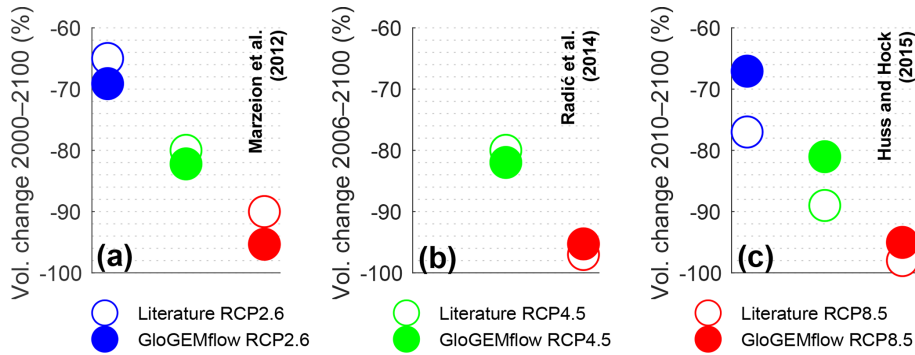 Vol. change 2000–2100 (%)
-60
-70
-80
-90
-100
Marzeion et al.
(2012)
(a)
Vol. change 2006–2100 (%)
-60
-70
-80
-90
-100
Radić et al.
(2014)
(b)
Vol. change 2010–2100 (%)
-60
-70
-80
-90
-100
Huss and Hock
(2015)
(c)
Literature RCP2.6
GloGEMflow RCP2.6
Literature RCP4.5
GloGEMflow RCP4.5
Literature RCP8.5
GloGEMflow RCP8.5